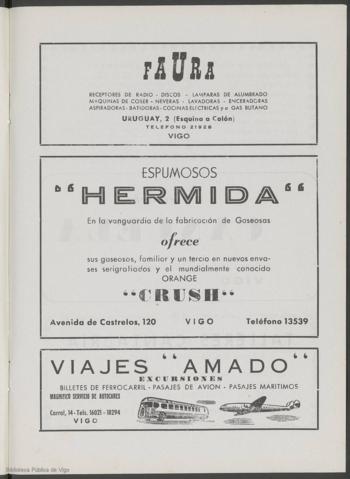 FAURA
RECEPTORES DE RADIO - DISCOS - LAMPARAS DE ALUMBRADO
MAQUINAS DE COSER - NEVERAS - LAVADORAS - ENCERADORAS
ASPIRADORAS - BATIDORAS - COCINAS ELECTRICAS y a GAS BUTANO
URUGUAY, 2 (Esquina a Colón)
TELEFONO 21926
VIGO
ESPUMOSOS
"HERMIDA"
En la vanguardia de la fabricación de Gaseosas
ofrece
sus gaseosos, familiar y un tercio en nuevos enva-
ses serigrafiados y el mundialmente conocido
ORANGE
"CRUSH"
Avenida de Castrelos, 120 VIGO Teléfono 13539
VIAJES "AMADO"
EXCURSIONES
BILLETES DE FERROCARRIL - PASAJES DE AVION - PASAJES MARITIMOS
MAGNIFICO SERVICIO DE AUTOCARES
Carral, 14 - Tels. 16021 - 18294
VIGO
Biblioteca Pública de Vigo